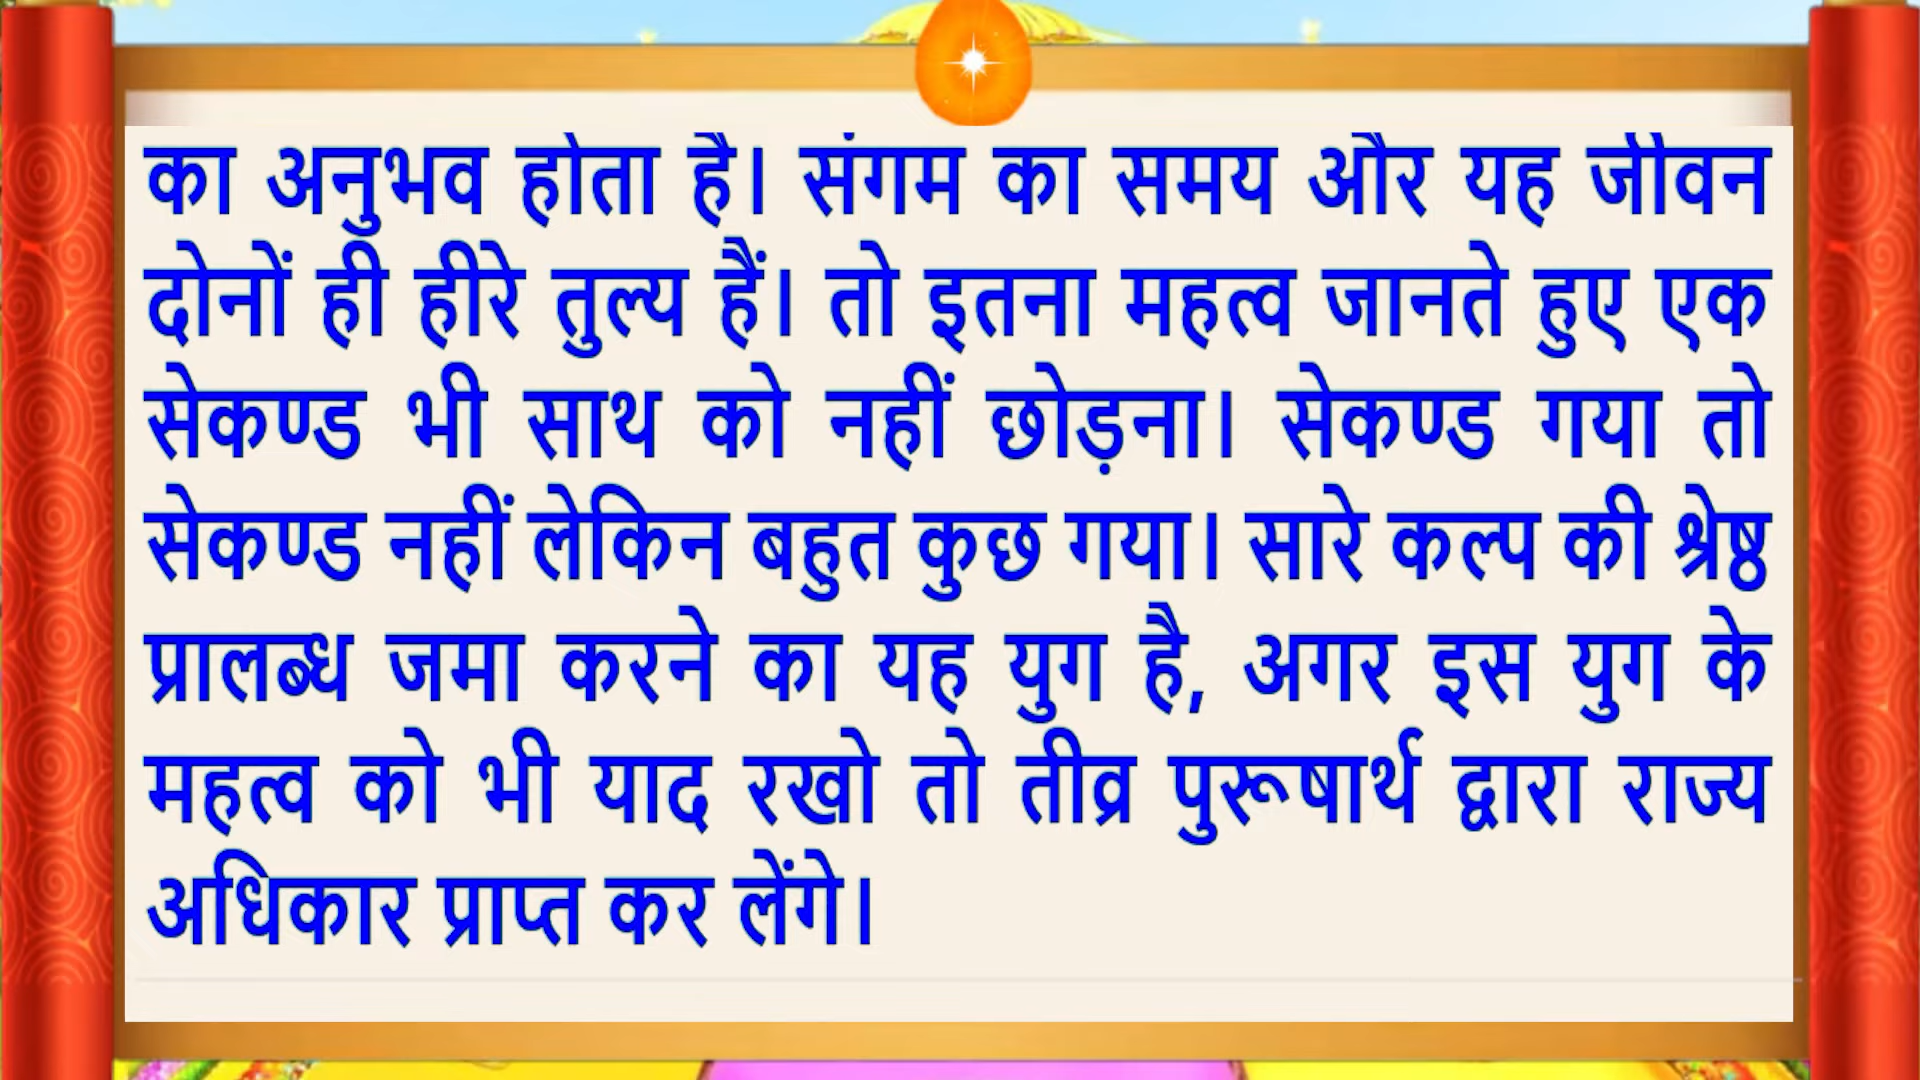 का अनुभव होता है। संगम का समय और यह जीवन
दोनों ही हीरे तुल्य हैं। तो इतना महत्व जानते हुए एक
सेकण्ड भी साथ को नहीं छोड़ना। सेकण्ड गया तो
सेकण्ड नहीं लेकिन बहुत कुछ गया। सारे कल्प की श्रेष्ठ
प्रालब्ध जमा करने का यह युग है, अगर इस युग के
महत्व को भी याद रखो तो तीव्र पुरूषार्थ द्वारा राज्य
अधिकार प्राप्त कर लेंगे।